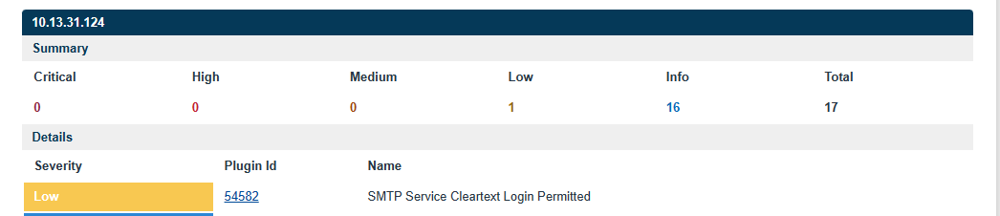 10.13.31.124
Summary
Critical High Medium Low Info Total
0 0 0 1 16 17
Details
Severity Plugin Id Name
Low 54582 SMTP Service Cleartext Login Permitted